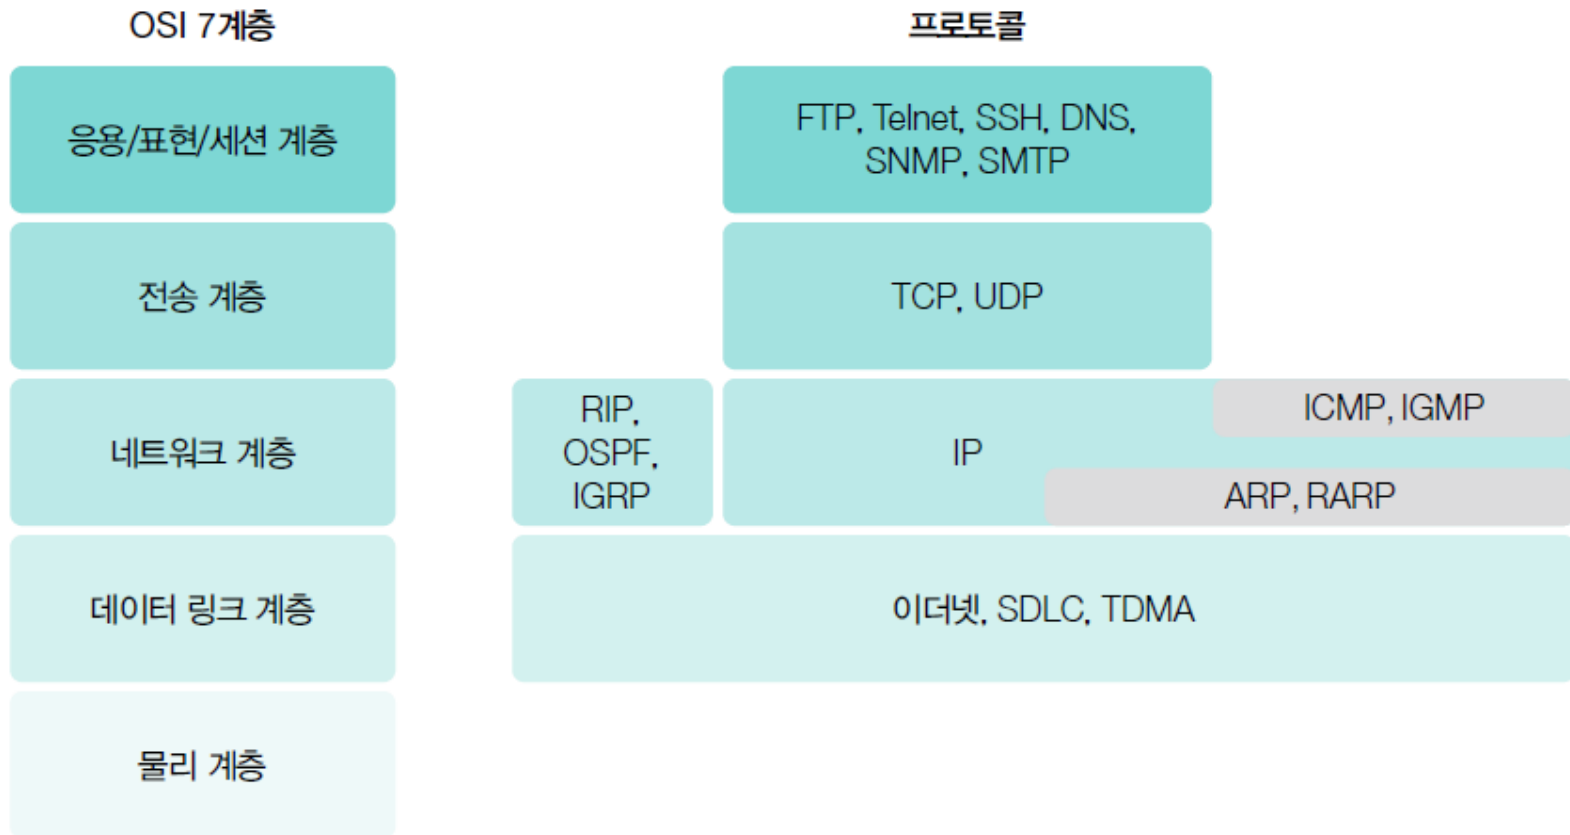 OSI 7계층
프로토콜
응용/표현/세션 계층
FTP, Telnet, SSH, DNS,
SNMP, SMTP
전송 계층
TCP, UDP
네트워크 계층
RIP,
OSPF,
IGRP
IP
ICMP, IGMP
ARP, RARP
데이터 링크 계층
이더넷, SDLC, TDMA
물리 계층